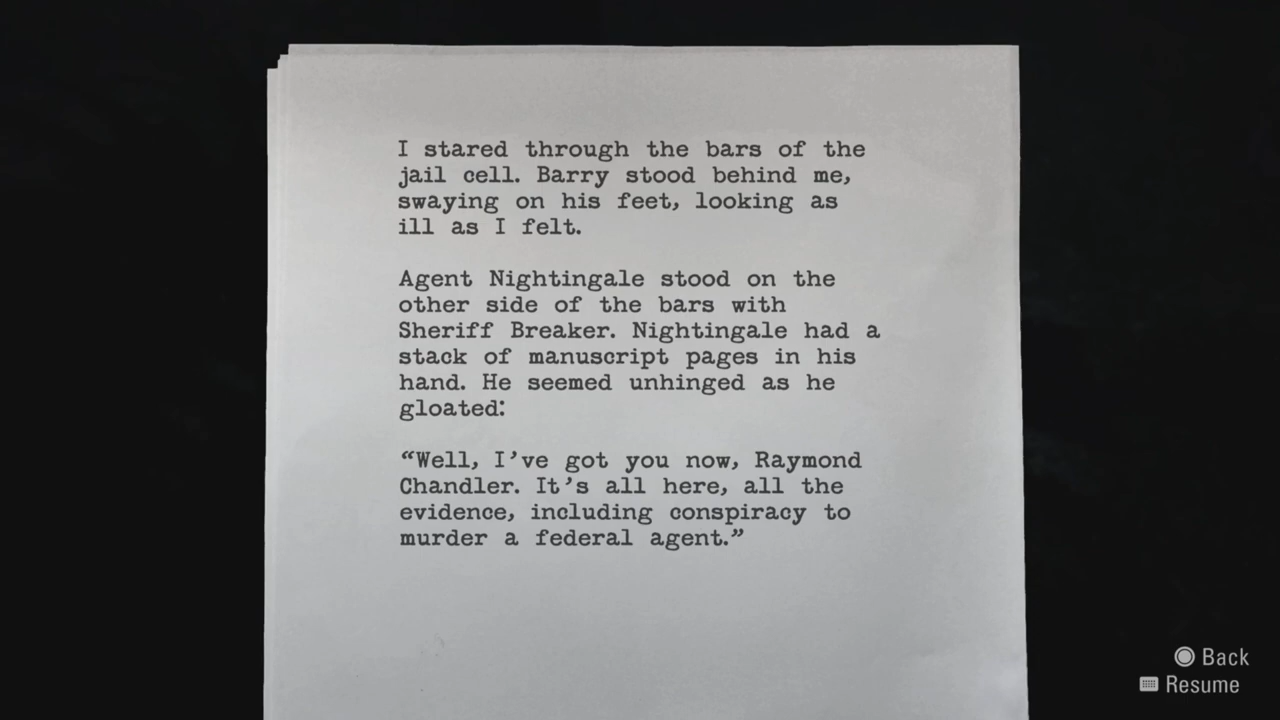 I stared through the bars of the
jail cell. Barry stood behind me,
swaying on his feet, looking as
ill as I felt.
Agent Nightingale stood on the
other side of the bars with
Sheriff Breaker. Nightingale had a
stack of manuscript pages in his
hand. He seemed unhinged as he
gloated:
“Well, I’ve got you now, Raymond
Chandler. It’s all here, all the
evidence, including conspiracy to
murder a federal agent.”
Back
Resume